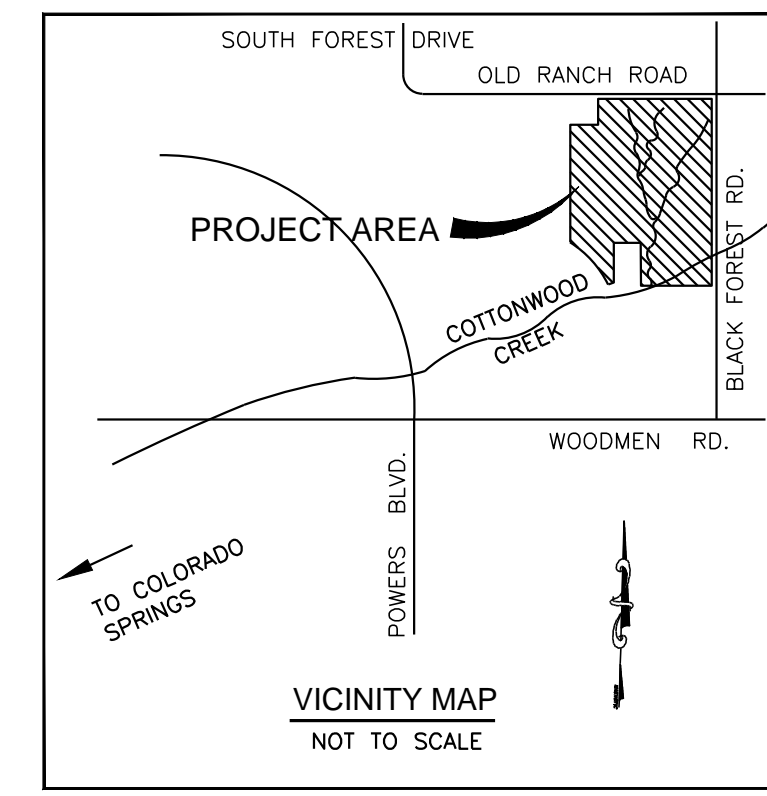 SOUTH FOREST DRIVE
OLD RANCH ROAD
PROJECT AREA
BLACK FOREST RD.
COTTONWOOD
CREEK
WOODMEN RD.
POWERS BLVD.
TO COLORADO
SPRINGS
VICINITY MAP
NOT TO SCALE